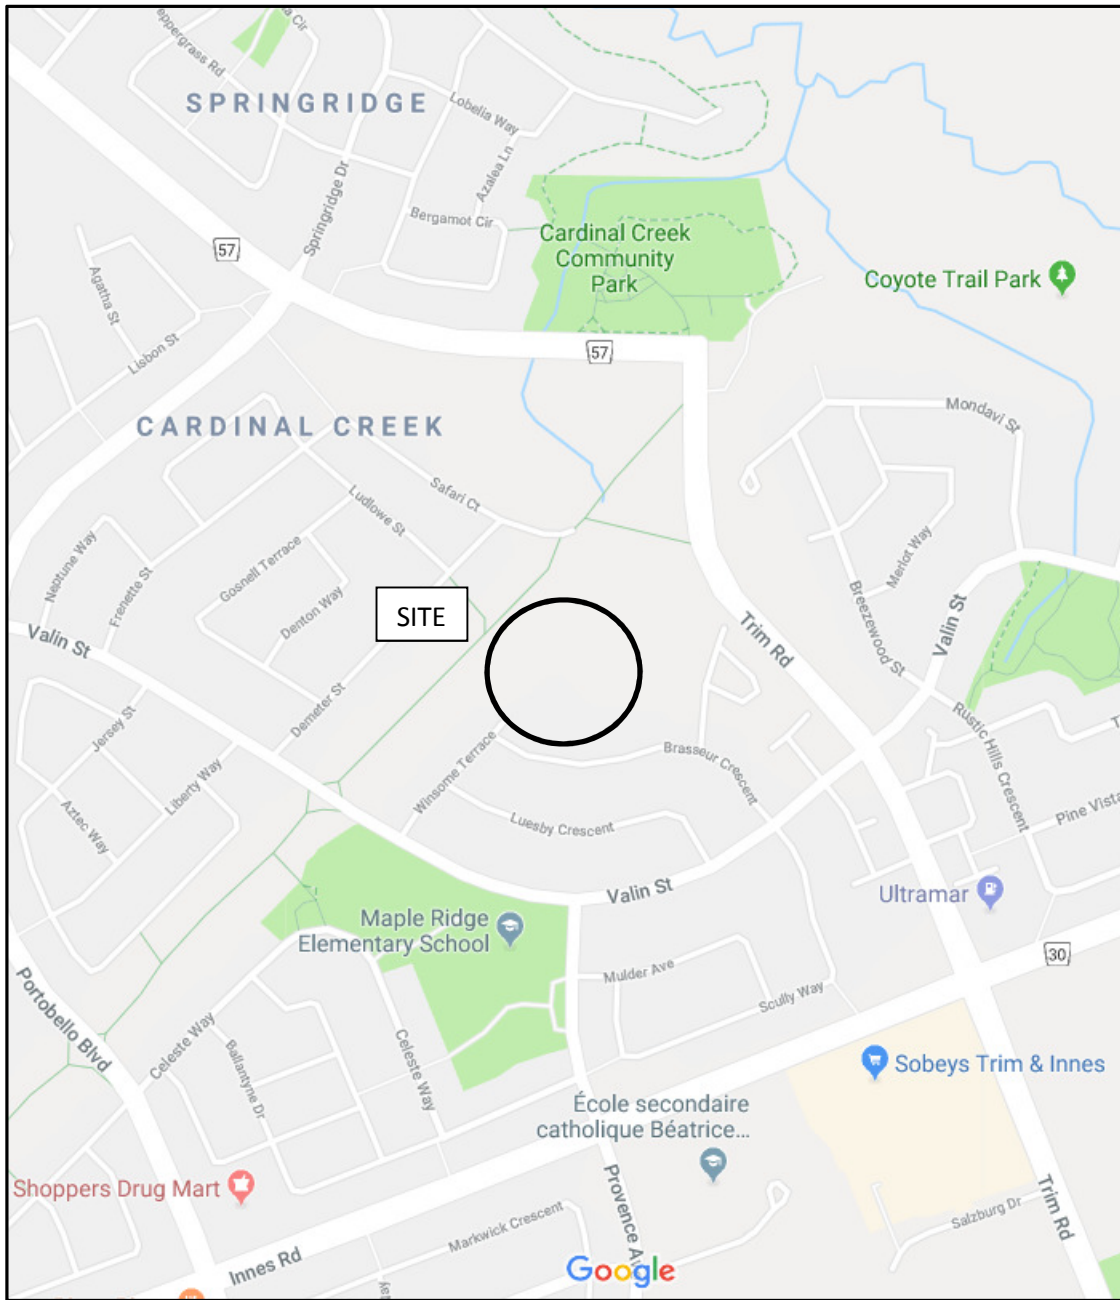 Peppergrass Rd
SPRINGRIDGE
Lobelia Way
Azalea Ln
Springridge Dr
Bergamot Cir
57
Cardinal Creek
Community
Park
Coyote Trail Park
Agatha St
Lisbon St
57
CARDINAL CREEK
Mondavi St
Safari Ct
Ludlowe St
Gosnell Terrace
Neptune Way
Frenette St
Denton Way
Merlot Way
Breezewood St
SITE
Valin St
Trim Rd
Valin St
Demeter St
Jersey St
Rustic Hills Crescent
Winsome Terrace
Brasseur Crescent
Liberty Way
Aztec Way
Luesby Crescent
Pine Vista
Valin St
Ultramar
Maple Ridge
Elementary School
30
Mulder Ave
Scully Way
Portobello Blvd
Celeste Way
Ballantyne Dr
Celeste Way
Sobeys Trim & Innes
École secondaire
catholique Béatrice...
Shoppers Drug Mart
Provence A
Markwick Crescent
Salzburg Dr
Trim Rd
Innes Rd
Google